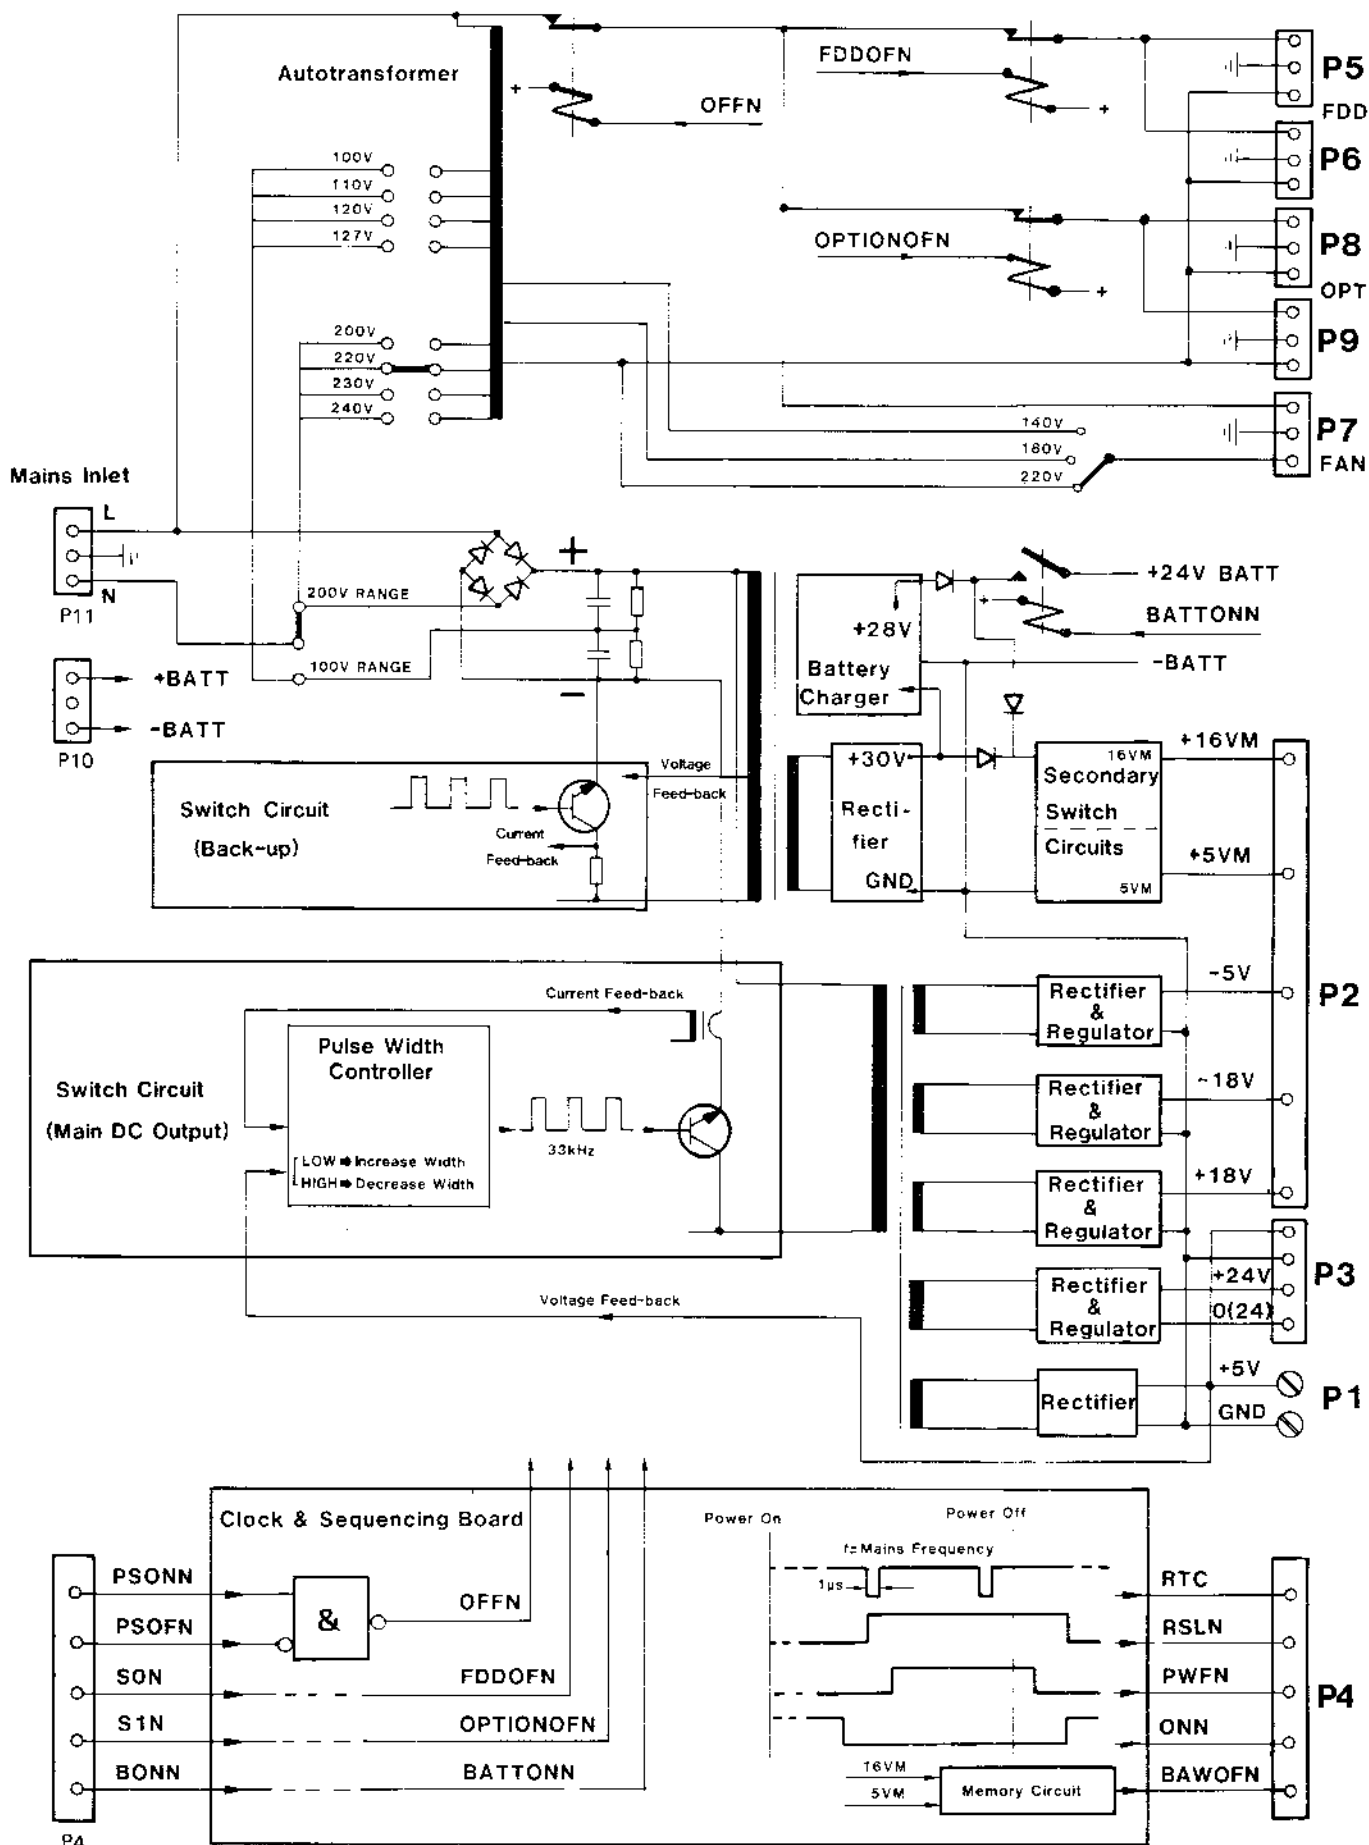 Autotransformer
FDDOFN
P5
FDD
+
OFFN
+
P6
100V
110V
120V
127V
P8
OPTIONOFN
+
OPT
P9
200V
220V
230V
240V
140V
180V
220V
P7
FAN
Mains Inlet
L
N
P11
200V RANGE
100V RANGE
+
−
+BATT
-BATT
P10
+28V
Battery
Charger
+24V BATT
+
BATTONN
-BATT
Switch Circuit
(Back-up)
Voltage
Feed-back
Current
Feed-back
+30V
Recti-
fier
GND
16VM
Secondary
Switch
Circuits
5VM
+16VM
+5VM
P2
Current Feed-back
Pulse Width
Controller
Switch Circuit
(Main DC Output)
33kHz
LOW ➡ Increase Width
HIGH ➡ Decrease Width
Voltage Feed-back
Rectifier
&
Regulator
-5V
Rectifier
&
Regulator
-18V
Rectifier
&
Regulator
+18V
Rectifier
&
Regulator
+24V
0(24)
P3
Rectifier
+5V
GND
P1
Clock & Sequencing Board
Power On
Power Off
f=Mains Frequency
1µs
PSONN
PSOFN
S0N
S1N
BONN
P4
&
OFFN
FDDOFN
OPTIONOFN
BATTONN
16VM
5VM
Memory Circuit
RTC
RSLN
PWFN
ONN
BAWOFN
P4